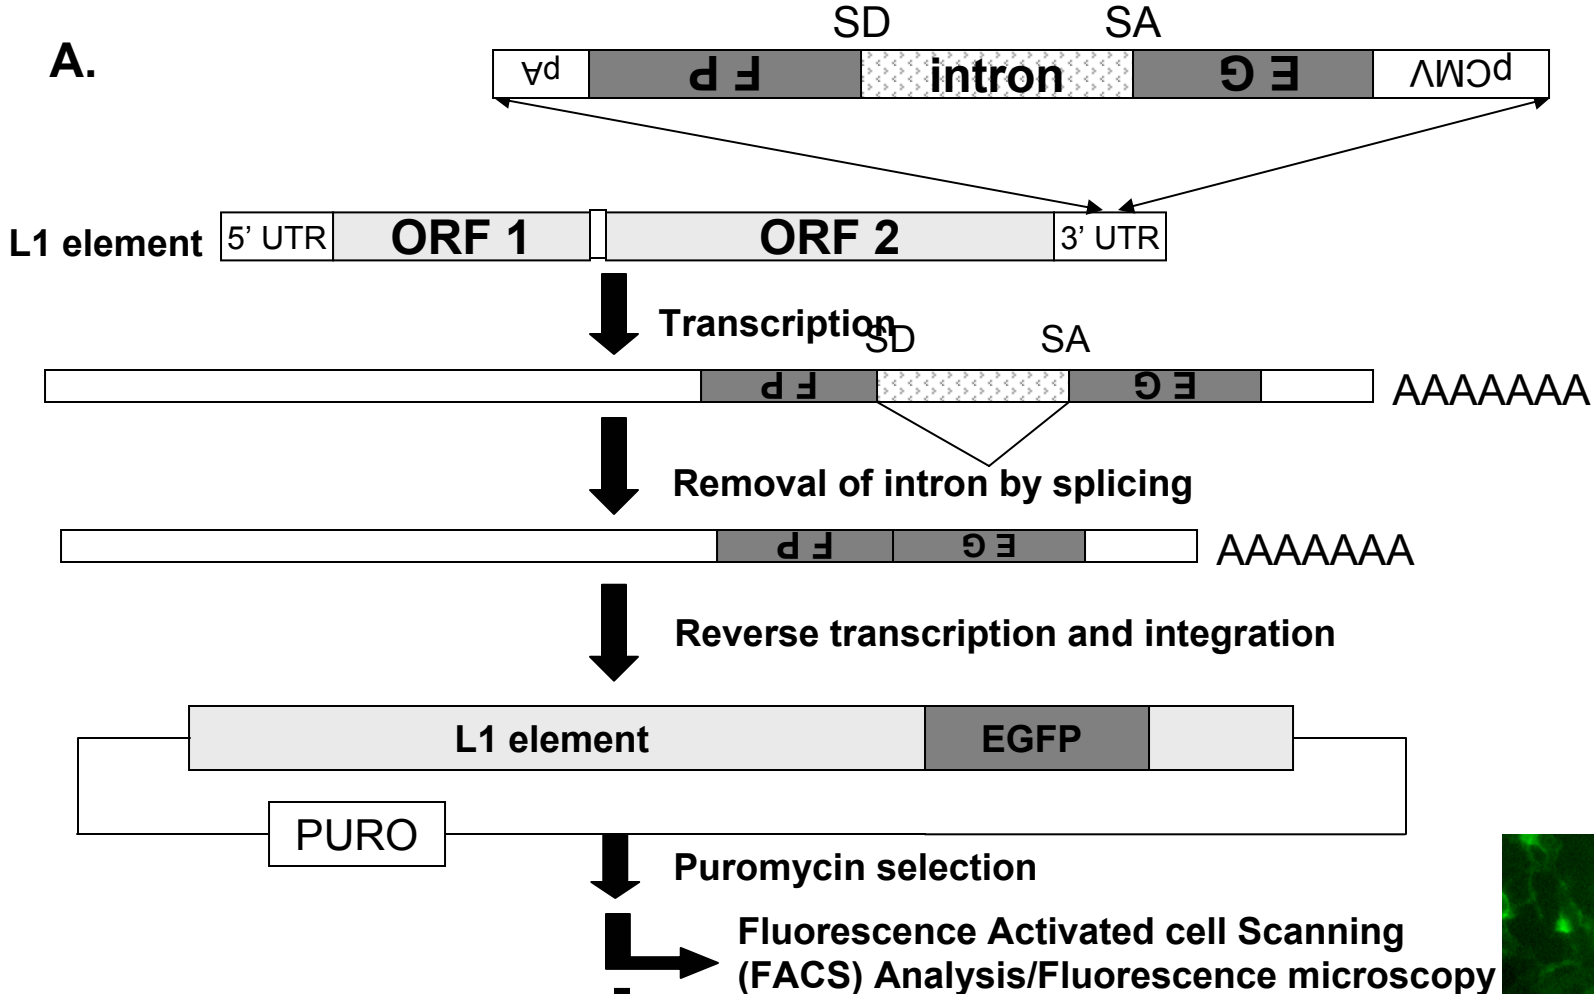 A.
SD SA
pA F P intron E G pCMV
L1 element 5’ UTR ORF 1 ORF 2 3’ UTR
Transcription
SD SA
F P E G AAAAAAA
Removal of intron by splicing
F P E G AAAAAAA
Reverse transcription and integration
L1 element EGFP
PURO
Puromycin selection
Fluorescence Activated cell Scanning
(FACS) Analysis/Fluorescence microscopy